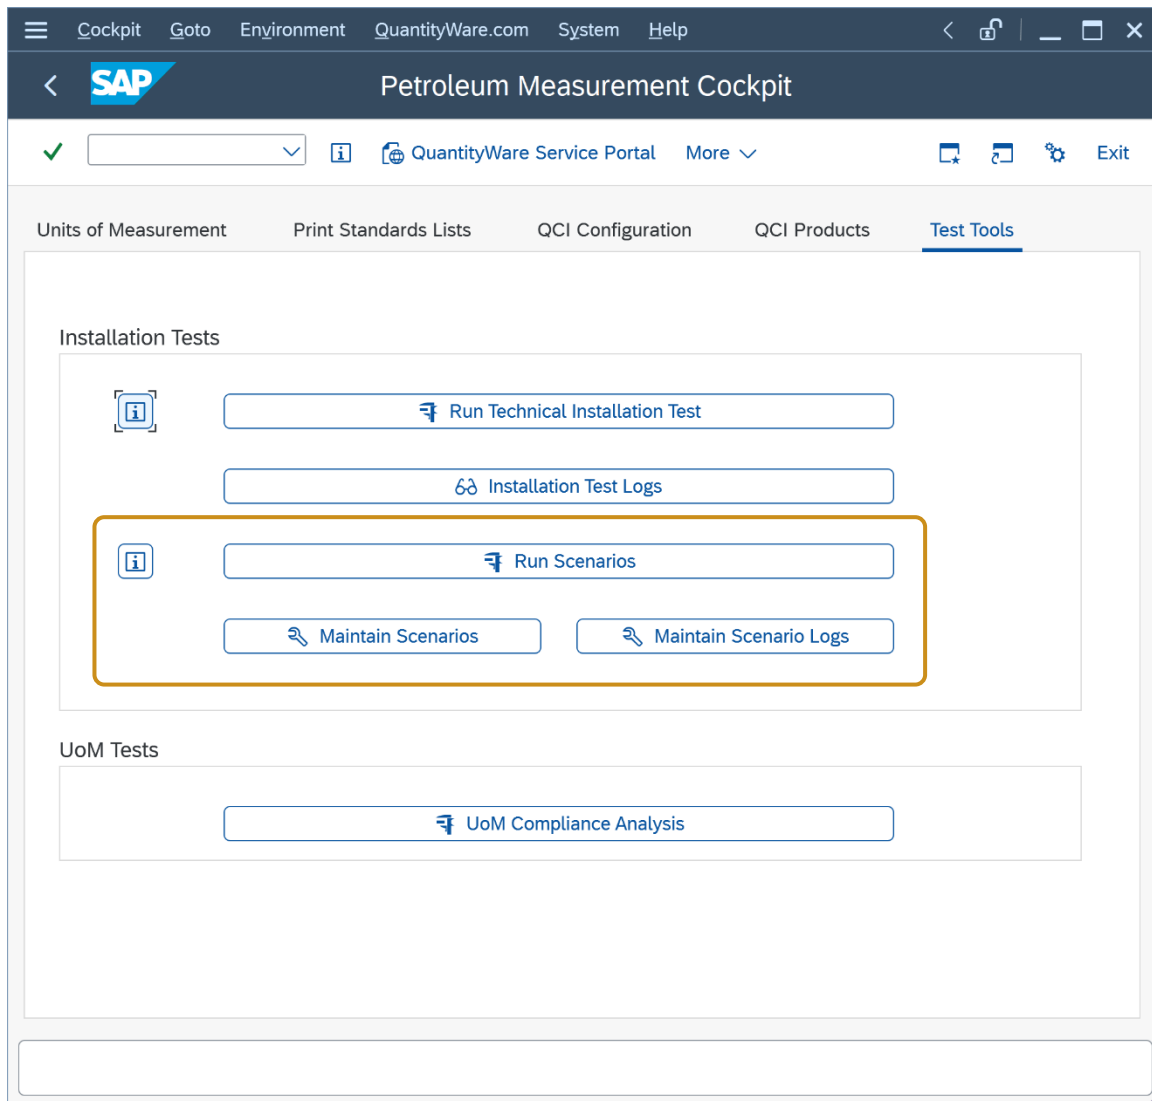 Cockpit Goto Environment QuantityWare.com System Help
SAP Petroleum Measurement Cockpit
QuantityWare Service Portal More Exit
Units of Measurement Print Standards Lists QCI Configuration QCI Products Test Tools
Installation Tests
Run Technical Installation Test
Installation Test Logs
Run Scenarios
Maintain Scenarios Maintain Scenario Logs
UoM Tests
UoM Compliance Analysis